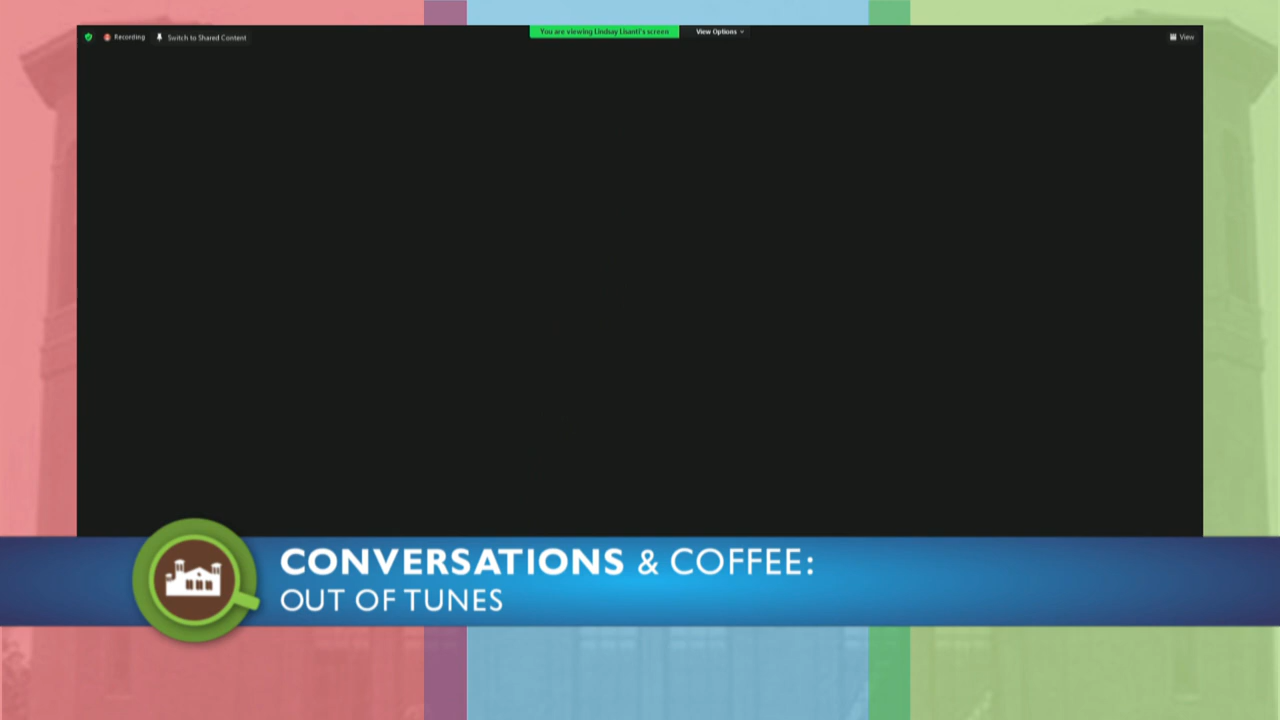 Recording
Switch to Shared Content
You are viewing Lindsay Lisanti's screen
View Options
View
CONVERSATIONS & COFFEE:
OUT OF TUNES